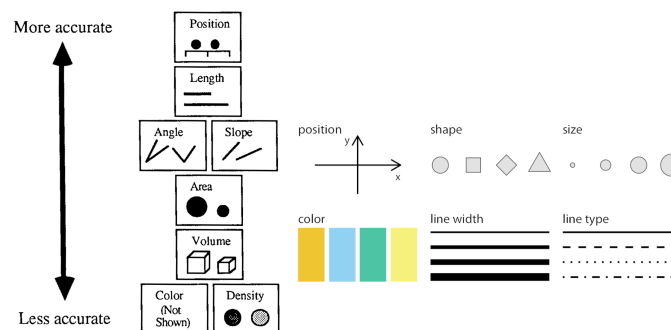 More accurate
Position
Length
Angle
Slope
Area
Volume
Color
(Not
Shown)
Density
Less accurate
position
y
x
shape
size
color
line width
line type